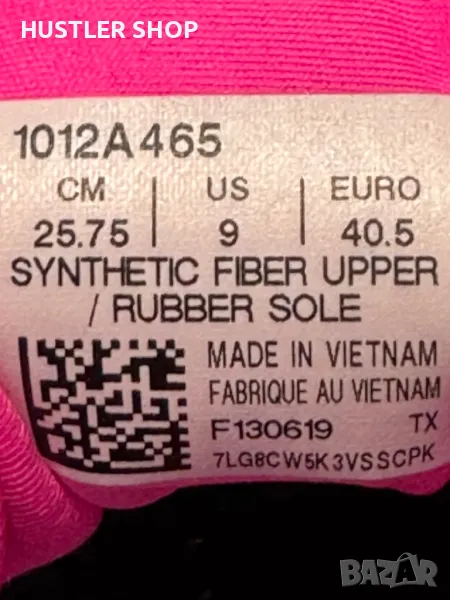 HUSTLER SHOP
1012A465
CM | US | EURO
25.75 | 9 | 40.5
SYNTHETIC FIBER UPPER
/ RUBBER SOLE
MADE IN VIETNAM
FABRIQUE AU VIETNAM
F130619 TX
7LG8CW5K3VSSCPK
BAZAR